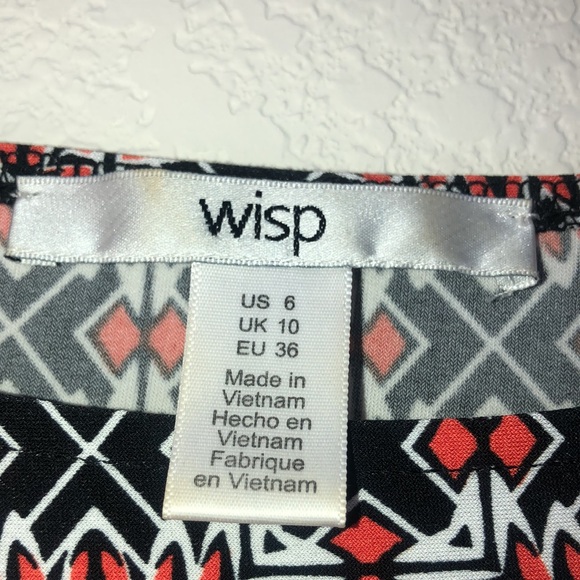 wisp
US 6
UK 10
EU 36
Made in
Vietnam
Hecho en
Vietnam
Fabrique
en Vietnam